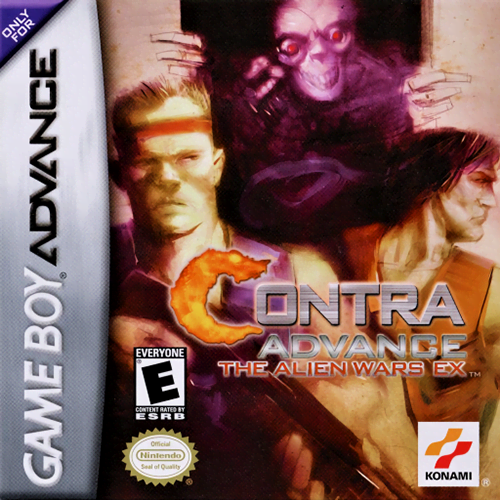 ONLY
FOR
GAME BOY ADVANCE
CONTRA
ADVANCE
THE ALIEN WARS EX™
EVERYONE
E
CONTENT RATED BY
ESRB
Official
Nintendo
Seal of Quality
®
KONAMI
®